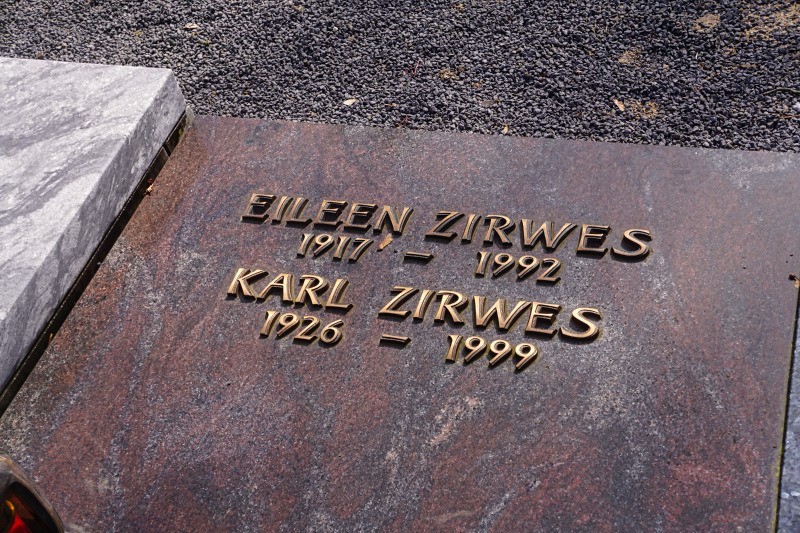 EILEEN ZIRWES
1917 – 1992
KARL ZIRWES
1926 – 1999